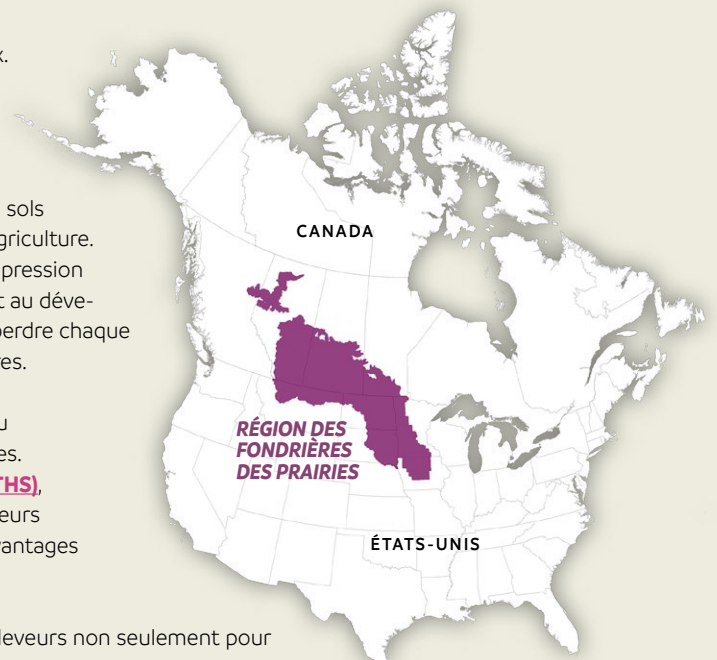 x.
sols
griculture.
pression
t au déve-
perdre chaque
res.
u
es.
THS),
eurs
vantages
leveurs non seulement pour
CANADA
RÉGION DES
FONDRIÈRES
DES PRAIRIES
ÉTATS-UNIS